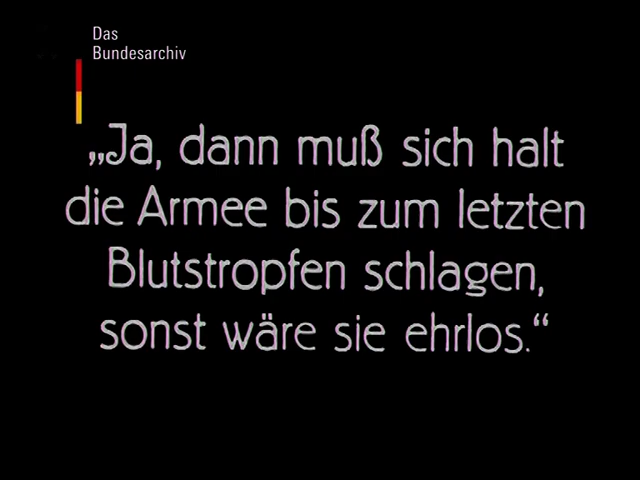 Das
Bundesarchiv
„Ja, dann muß sich halt
die Armee bis zum letzten
Blutstropfen schlagen,
sonst wäre sie ehrlos.“